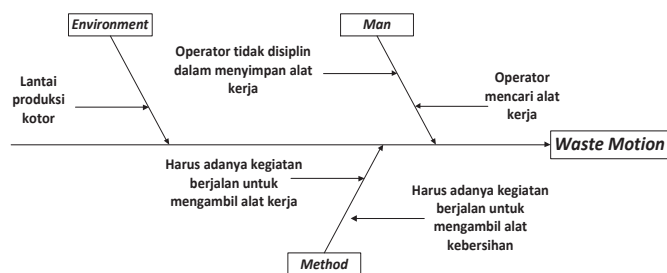 Environment
Man
Operator tidak disiplin
dalam menyimpan alat
kerja
Lantai
produksi
kotor
Operator
mencari alat
kerja
Waste Motion
Harus adanya kegiatan
berjalan untuk
mengambil alat kerja
Harus adanya kegiatan
berjalan untuk
mengambil alat
kebersihan
Method